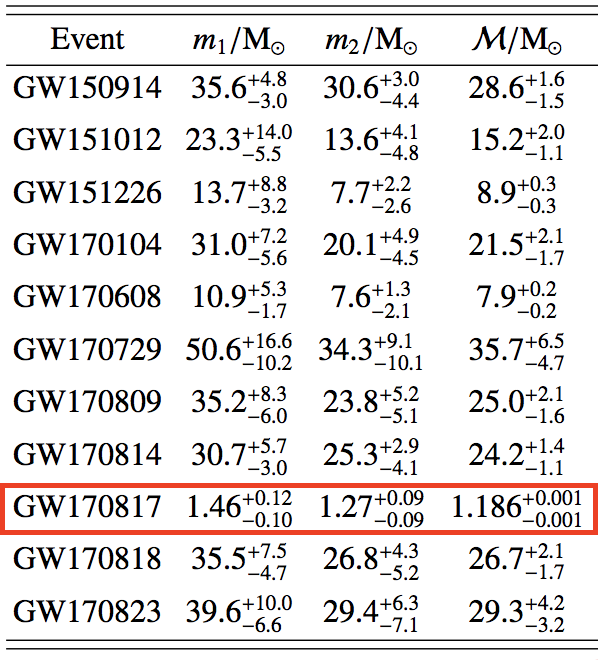 Event m₁/M⊙ m₂/M⊙ ℳ/M⊙
GW150914 35.6+4.8−3.0 30.6+3.0−4.4 28.6+1.6−1.5
GW151012 23.3+14.0−5.5 13.6+4.1−4.8 15.2+2.0−1.1
GW151226 13.7+8.8−3.2 7.7+2.2−2.6 8.9+0.3−0.3
GW170104 31.0+7.2−5.6 20.1+4.9−4.5 21.5+2.1−1.7
GW170608 10.9+5.3−1.7 7.6+1.3−2.1 7.9+0.2−0.2
GW170729 50.6+16.6−10.2 34.3+9.1−10.1 35.7+6.5−4.7
GW170809 35.2+8.3−6.0 23.8+5.2−5.1 25.0+2.1−1.6
GW170814 30.7+5.7−3.0 25.3+2.9−4.1 24.2+1.4−1.1
GW170817 1.46+0.12−0.10 1.27+0.09−0.09 1.186+0.001−0.001
GW170818 35.5+7.5−4.7 26.8+4.3−5.2 26.7+2.1−1.7
GW170823 39.6+10.0−6.6 29.4+6.3−7.1 29.3+4.2−3.2